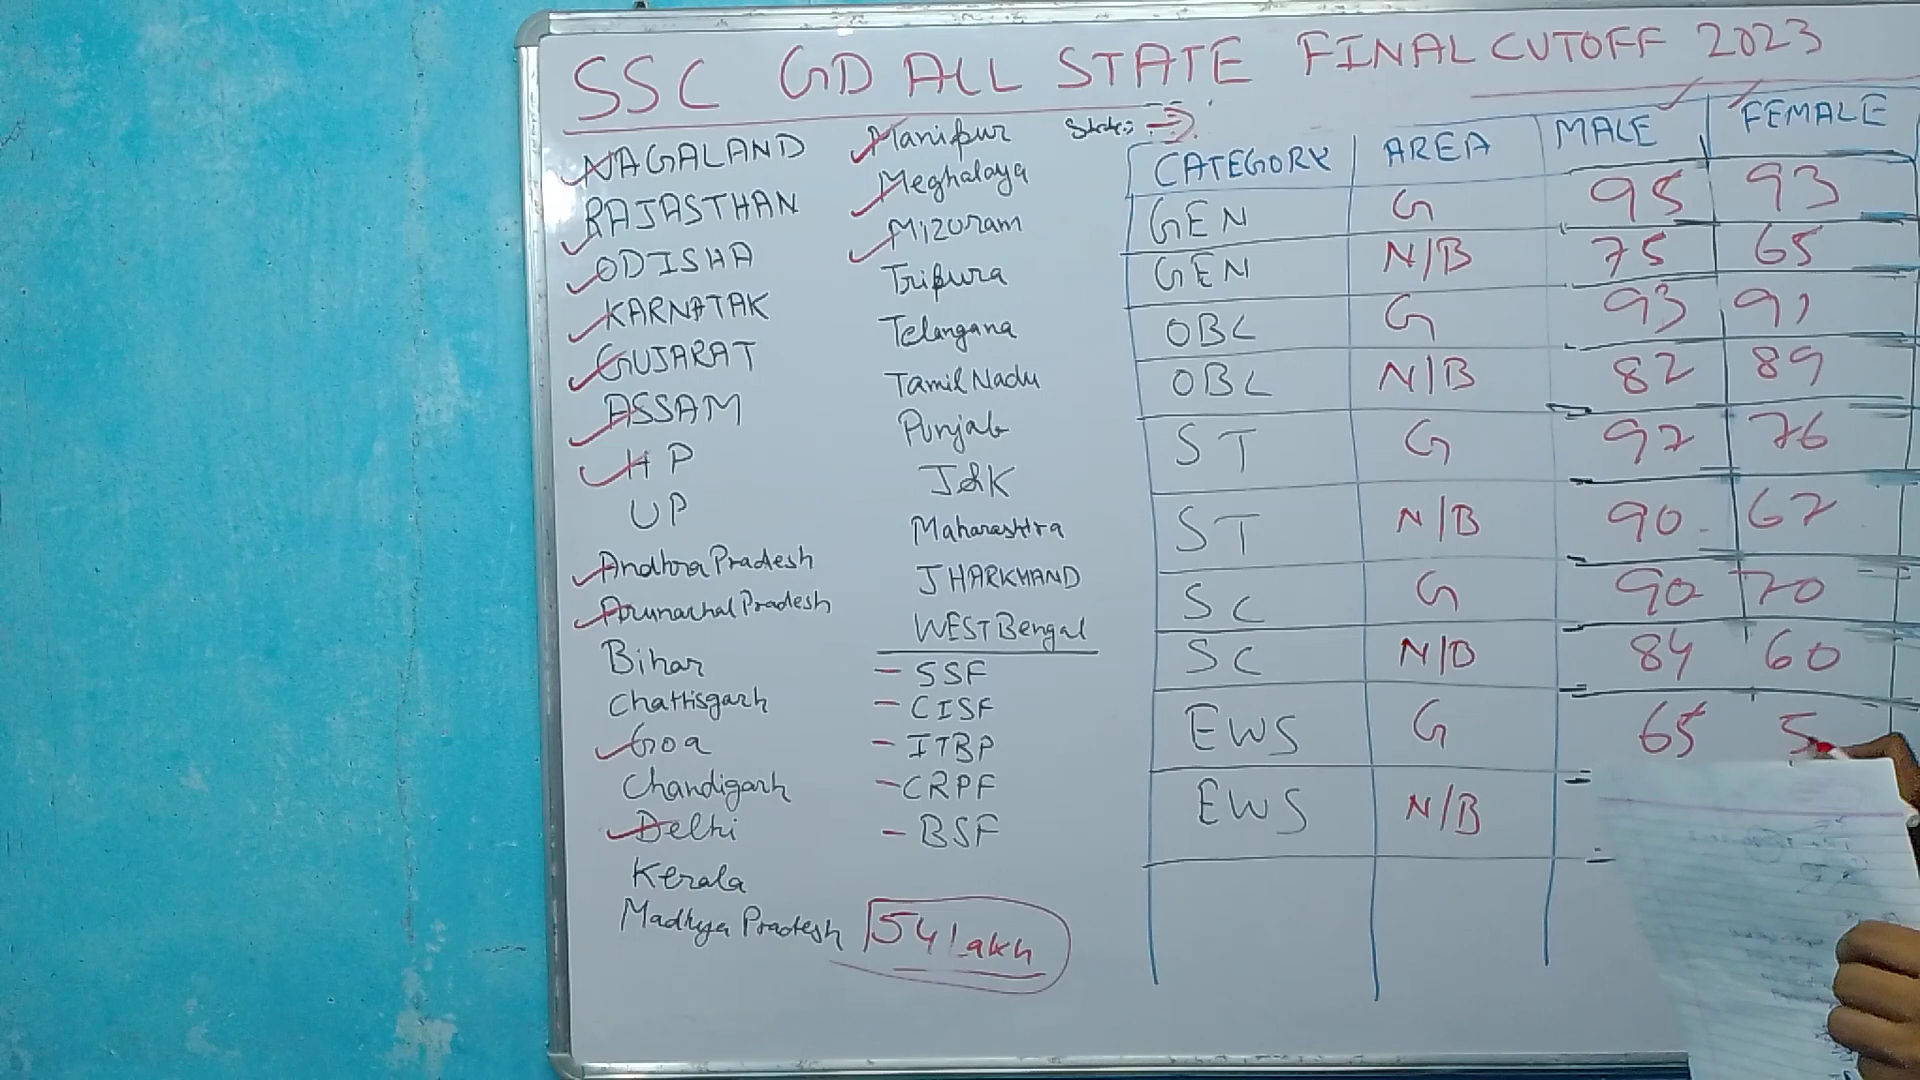 SSC GD ALL STATE FINAL CUTOFF 2023
NAGALAND
RAJASTHAN
ODISHA
KARNATAK
GUJARAT
ASSAM
HP
UP
Andhra Pradesh
Arunachal Pradesh
Bihar
Chattisgarh
Goa
Chandigarh
Delhi
Kerala
Madhya Pradesh
Manipur
Meghalaya
Mizoram
Tripura
Telangana
Tamil Nadu
Punjab
J&K
Maharashtra
JHARKHAND
WEST Bengal
- SSF
- CISF
- ITBP
- CRPF
- BSF
54 Lakh
CATEGORY AREA MALE FEMALE
GEN G 95 93
GEN N/B 75 65
OBC G 93 91
OBC N/B 82 89
ST G 97 76
ST N/B 90 67
SC G 90 70
SC N/B 84 60
EWS G 65 5
EWS N/B